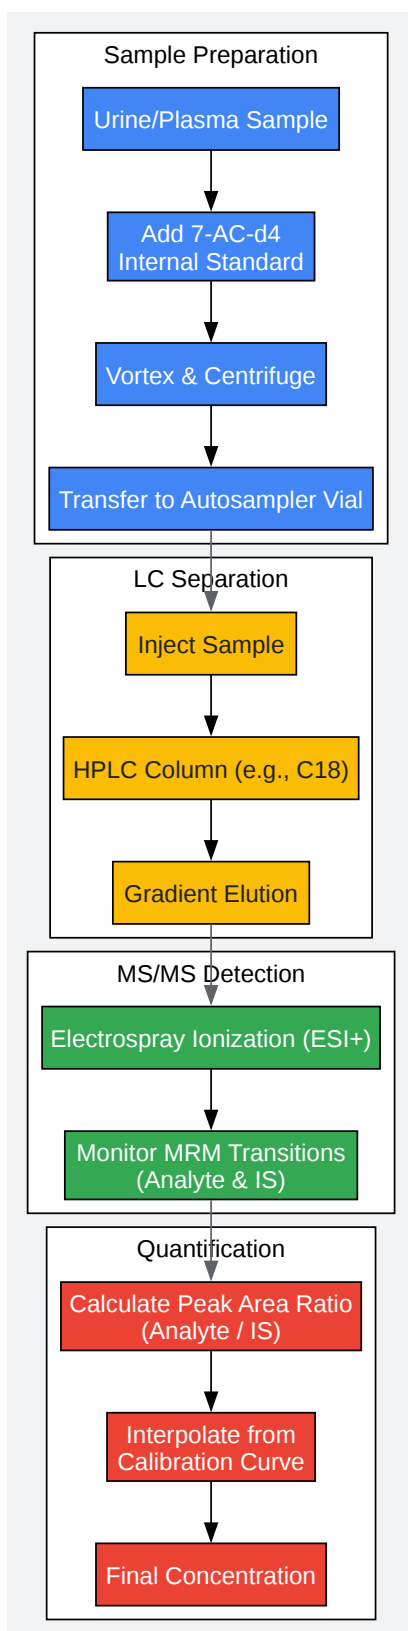 Sample Preparation
Urine/Plasma Sample
Add 7-AC-d4
Internal Standard
Vortex & Centrifuge
Transfer to Autosampler Vial
LC Separation
Inject Sample
HPLC Column (e.g., C18)
Gradient Elution
MS/MS Detection
Electrospray Ionization (ESI+)
Monitor MRM Transitions
(Analyte & IS)
Quantification
Calculate Peak Area Ratio
(Analyte / IS)
Interpolate from
Calibration Curve
Final Concentration